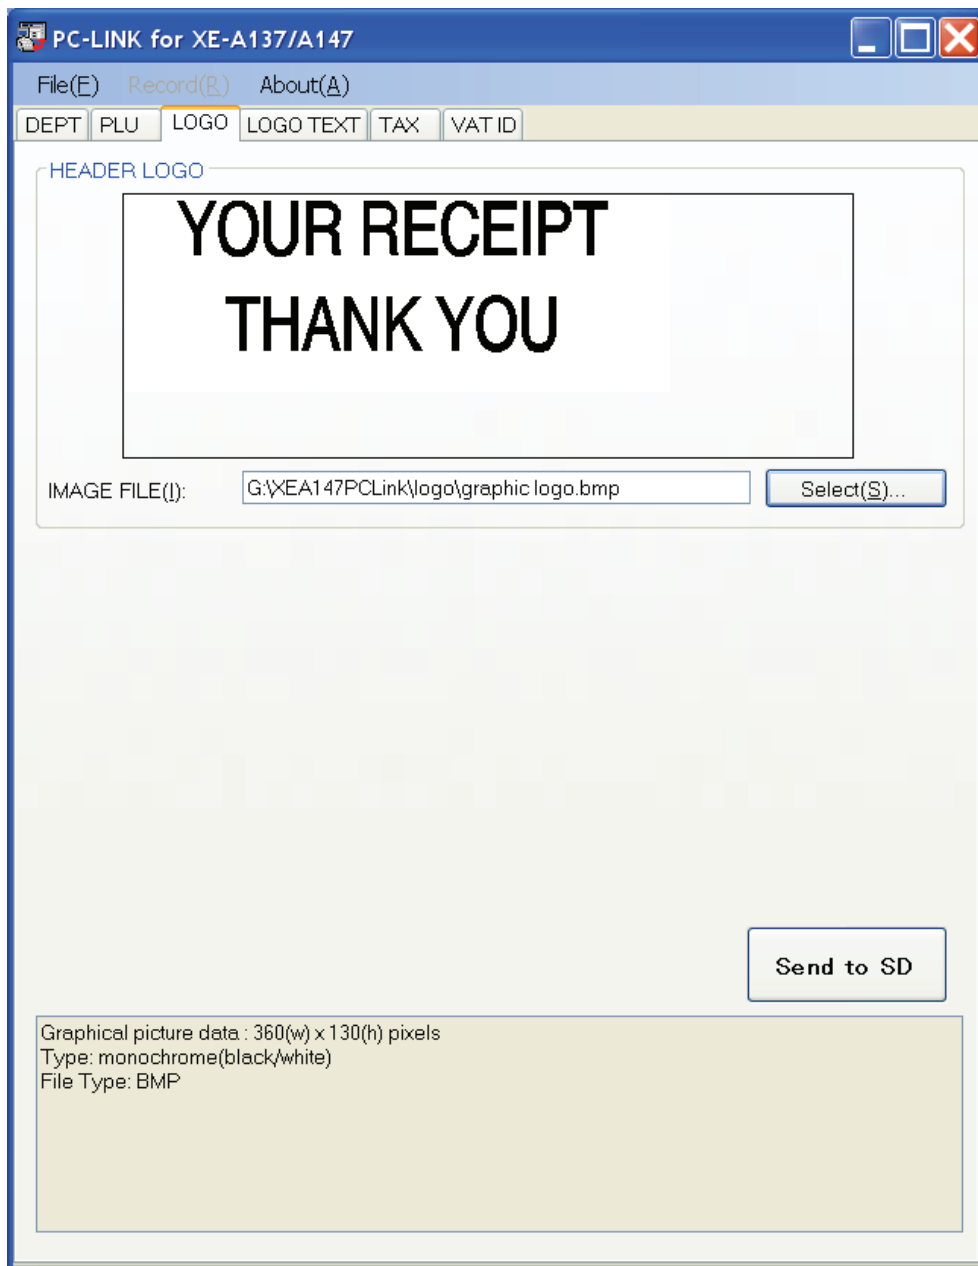 PC-LINK for XE-A137/A147
File(F) Record(R) About(A)
DEPT PLU LOGO LOGO TEXT TAX VAT ID
HEADER LOGO
YOUR RECEIPT
THANK YOU
IMAGE FILE(I): G:\XEA147PCLink\logo\graphic logo.bmp Select(S)...
Send to SD
Graphical picture data : 360(w) x 130(h) pixels
Type: monochrome(black/white)
File Type: BMP